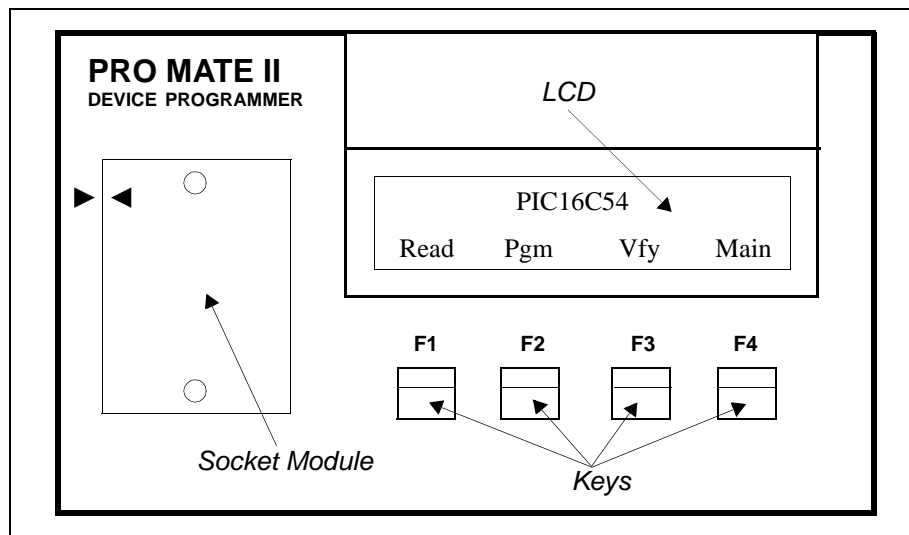 PRO MATE II
DEVICE PROGRAMMER
LCD
PIC16C54
Read Pgm Vfy Main
F1 F2 F3 F4
Socket Module
Keys